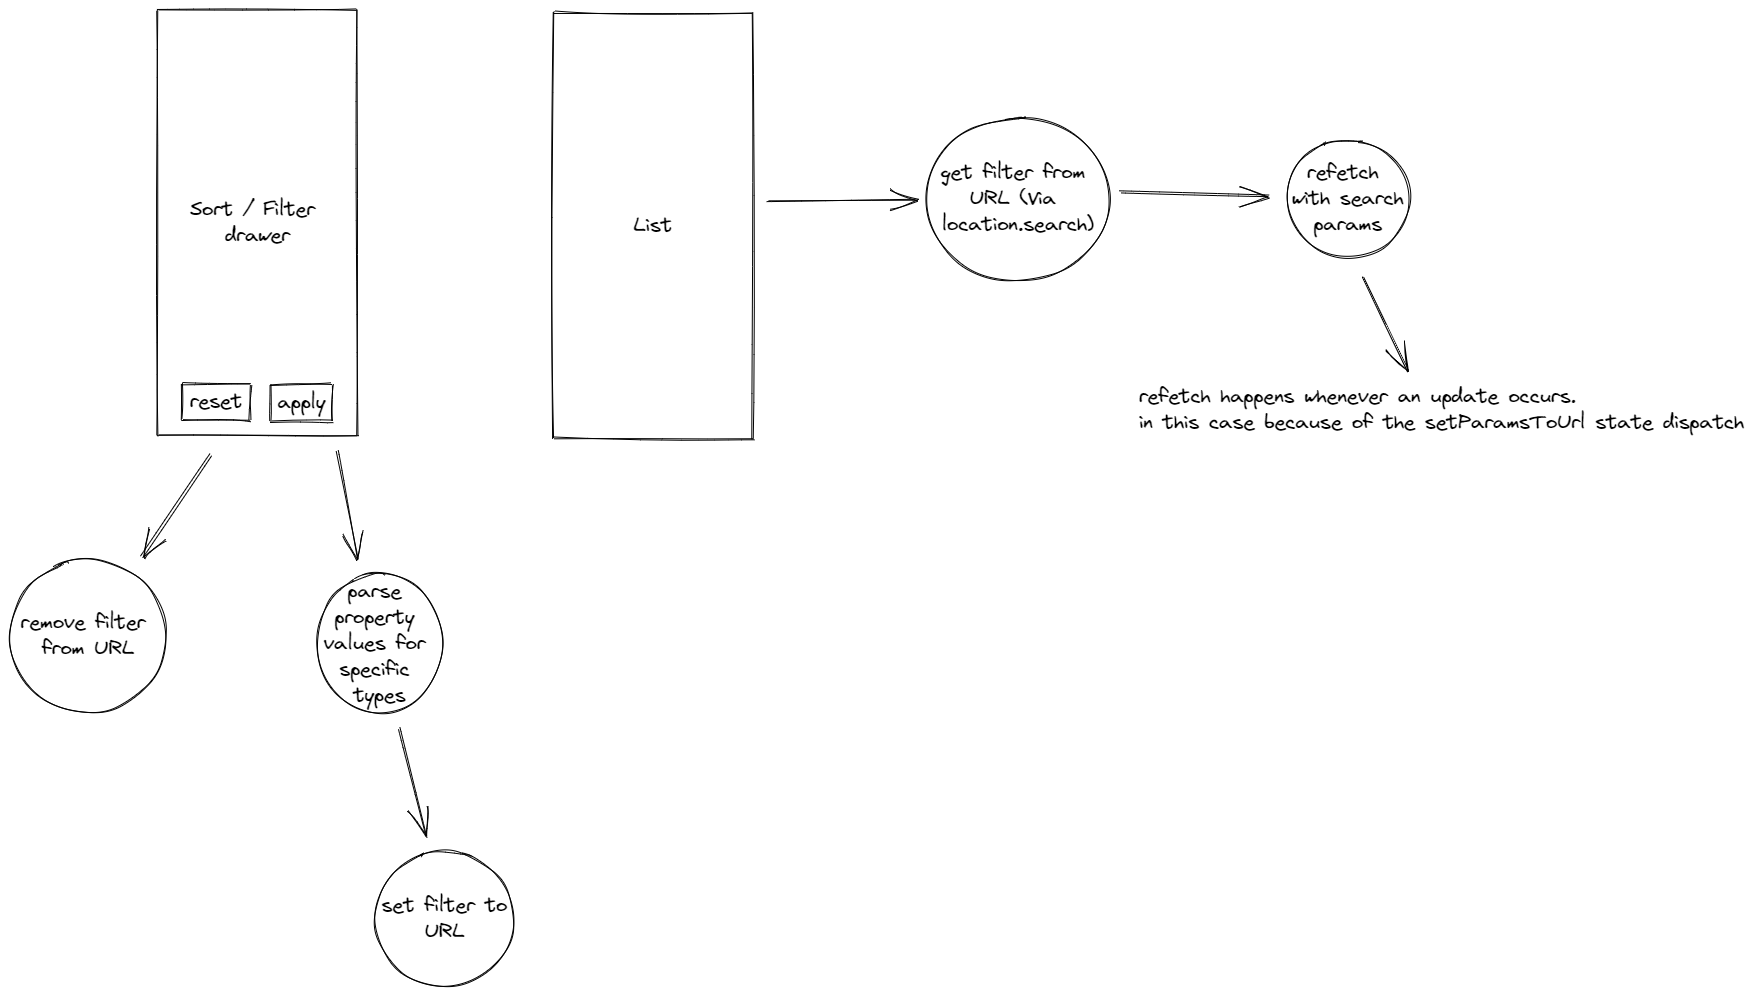 Sort / Filter
drawer
reset
apply
List
get filter from
URL (Via
location.search)
refetch
with search
params
refetch happens whenever an update occurs.
in this case because of the setParamsToUrl state dispatch
remove filter
from URL
parse
property
values for
specific
types
set filter to
URL